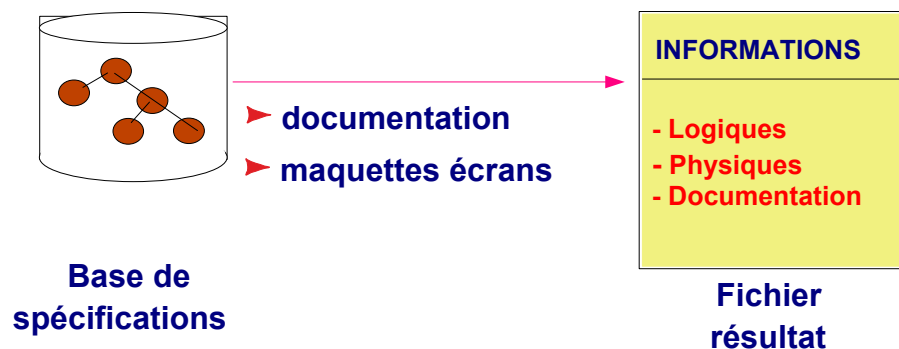 INFORMATIONS
documentation
maquettes écrans
- Logiques
- Physiques
- Documentation
Base de
spécifications
Fichier
résultat